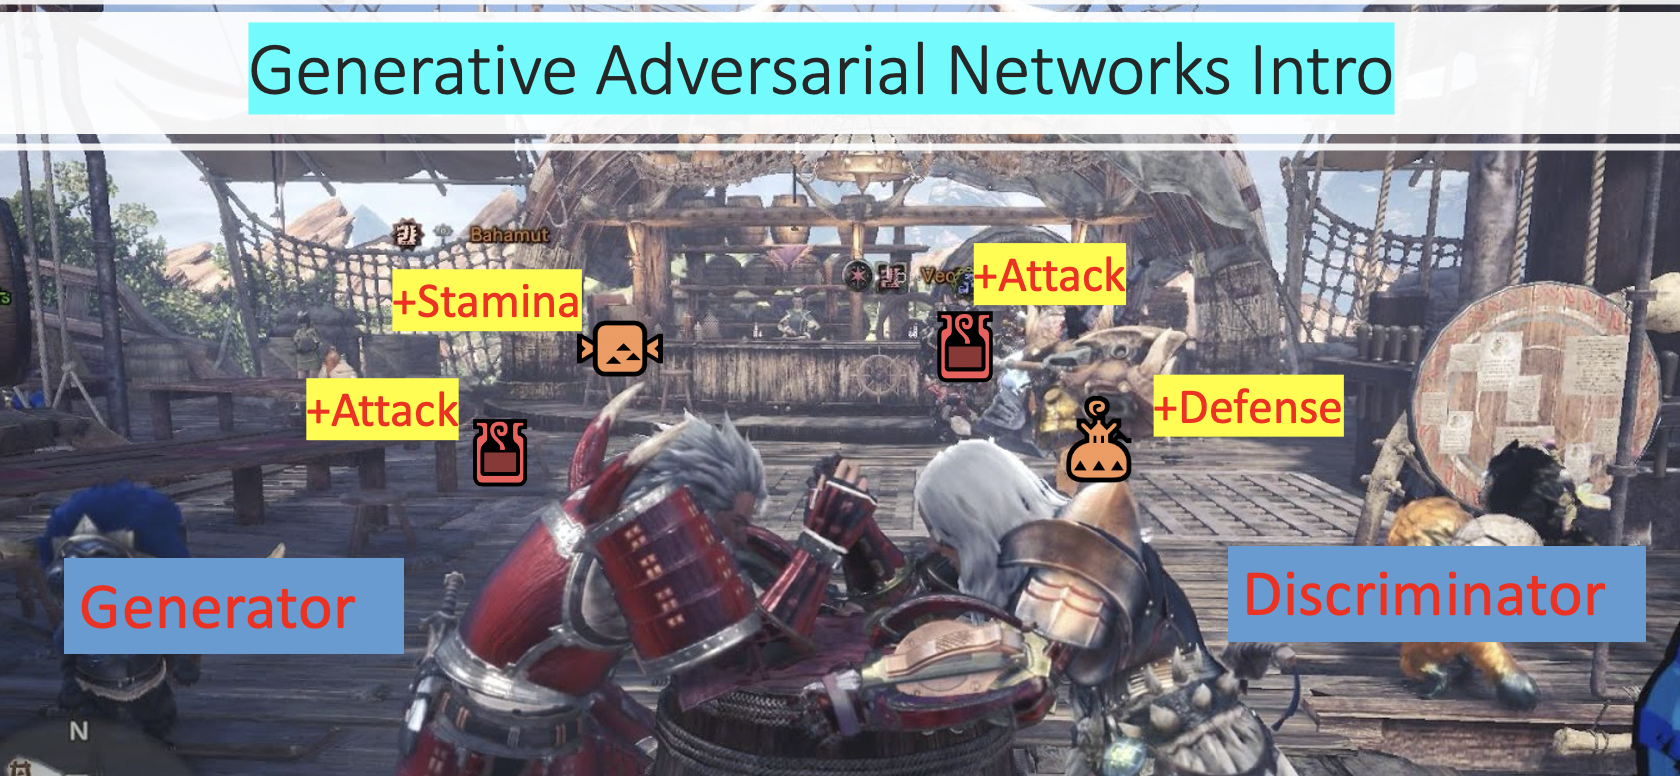 Generative Adversarial Networks Intro
Bahamut
+Stamina
+Attack
+Attack
+Defense
Generator
Discriminator
N